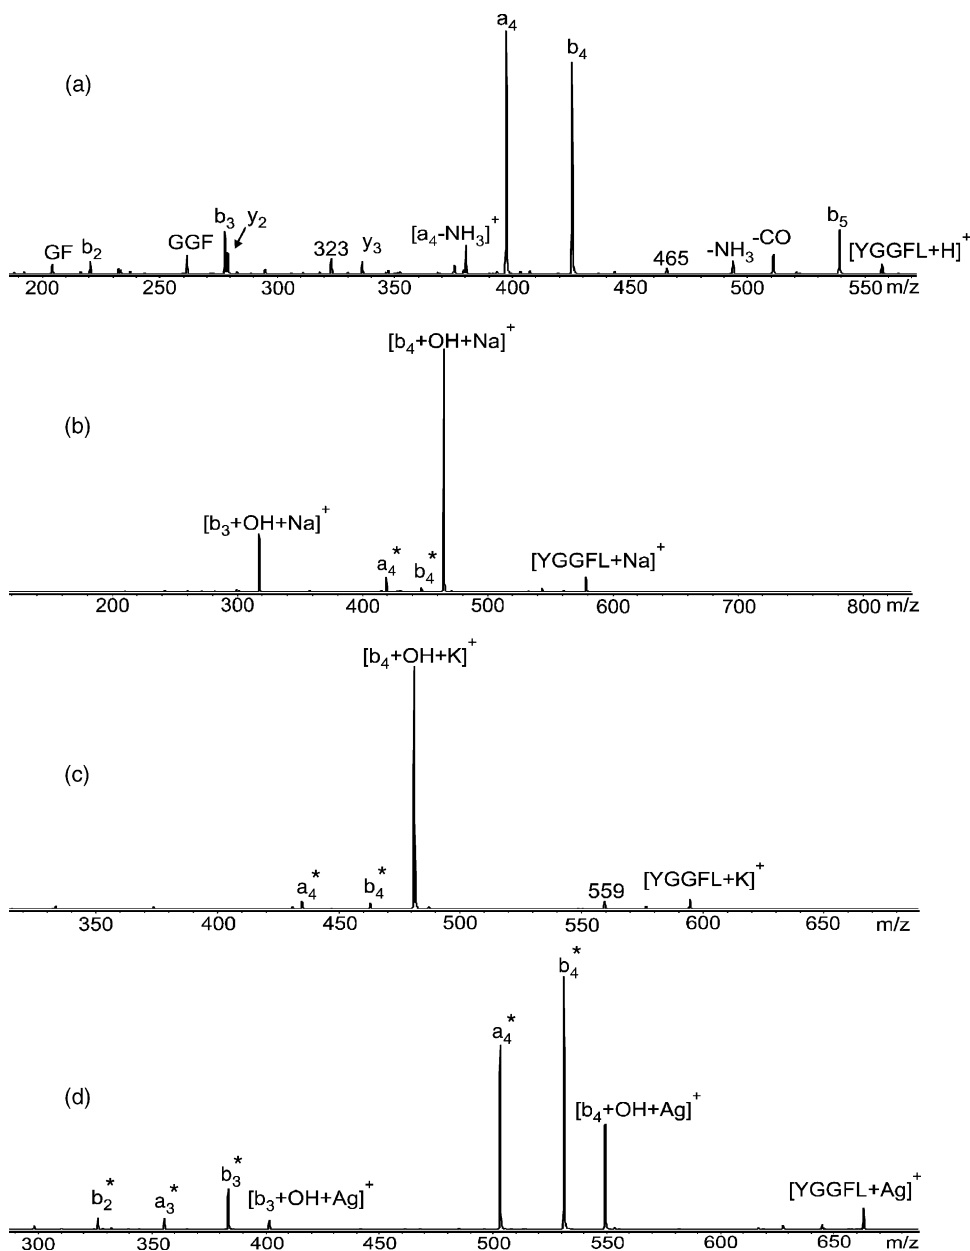 (a)
a4
b4
GF b2 GGF b3 y2 323 y3 [a4-NH3]+ 465 -NH3 -CO b5 [YGGFL+H]+
200 250 300 350 400 450 500 550 m/z
(b)
[b4+OH+Na]+
[b3+OH+Na]+
a4* b4* [YGGFL+Na]+
200 300 400 500 600 700 800 m/z
(c)
[b4+OH+K]+
a4* b4* 559 [YGGFL+K]+
350 400 450 500 550 600 650 m/z
(d)
b4*
a4*
[b4+OH+Ag]+
b2* a3* b3* [b3+OH+Ag]+ [YGGFL+Ag]+
300 350 400 450 500 550 600 650 m/z